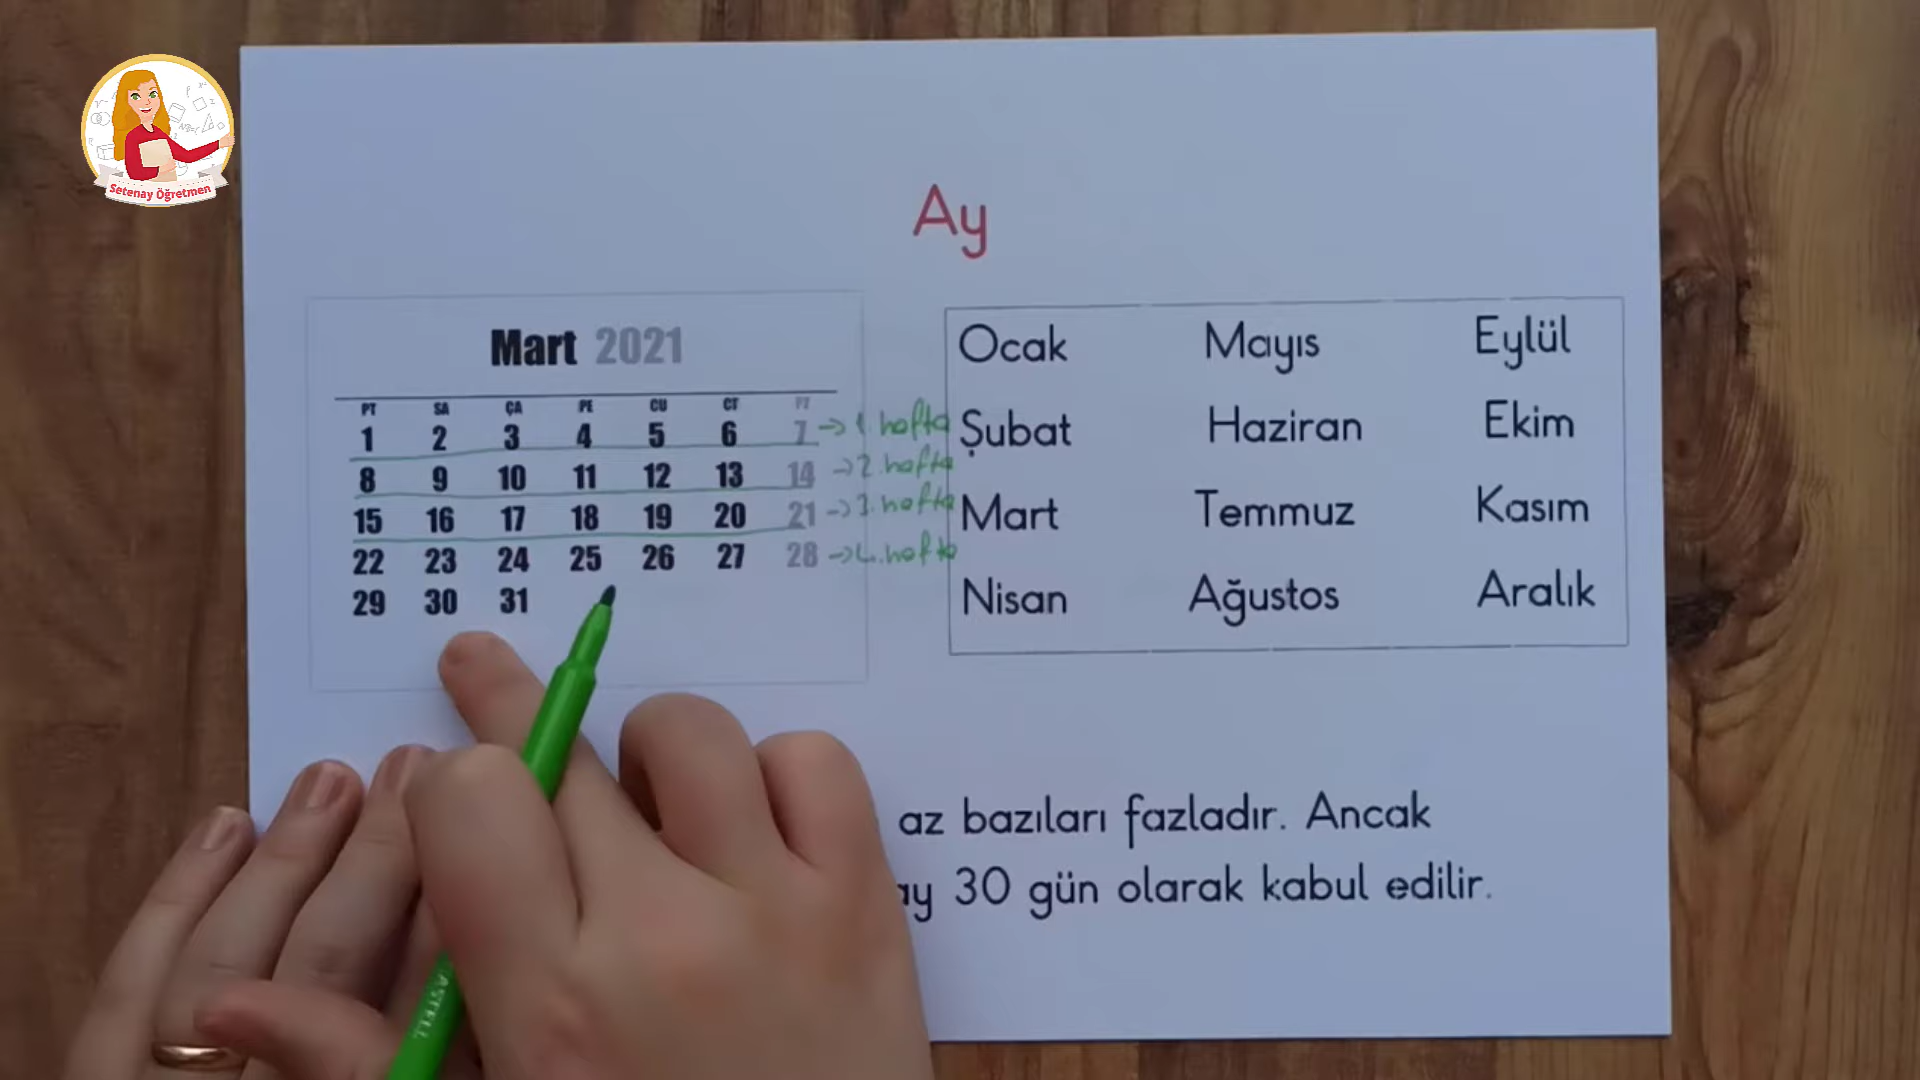 Setenay Öğretmen
Ay
Mart 2021
PT SA ÇA PE CU CT PT
1 2 3 4 5 6 7 → 1. hafta
8 9 10 11 12 13 14 → 2. hafta
15 16 17 18 19 20 21 → 3. hafta
22 23 24 25 26 27 28 → 4. hafta
29 30 31
Ocak Mayıs Eylül
Şubat Haziran Ekim
Mart Temmuz Kasım
Nisan Ağustos Aralık
az bazıları fazladır. Ancak
ay 30 gün olarak kabul edilir.